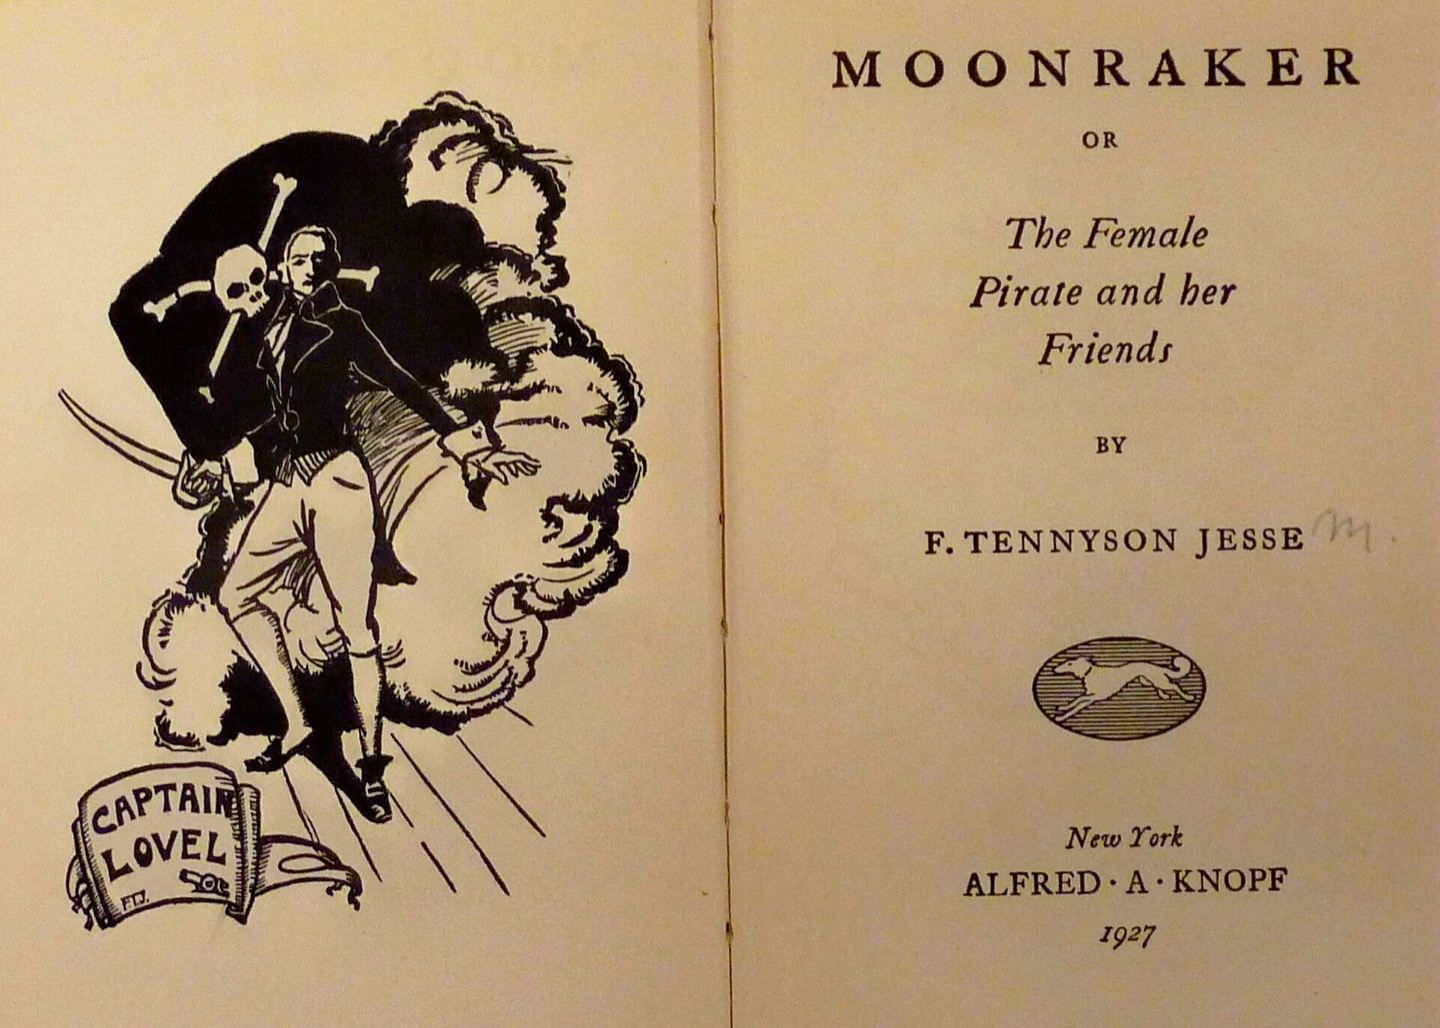 CAPTAIN
LOVEL
F.T.J.
MOONRAKER
OR
The Female
Pirate and her
Friends
BY
F. TENNYSON JESSE m.
New York
ALFRED · A · KNOPF
1927